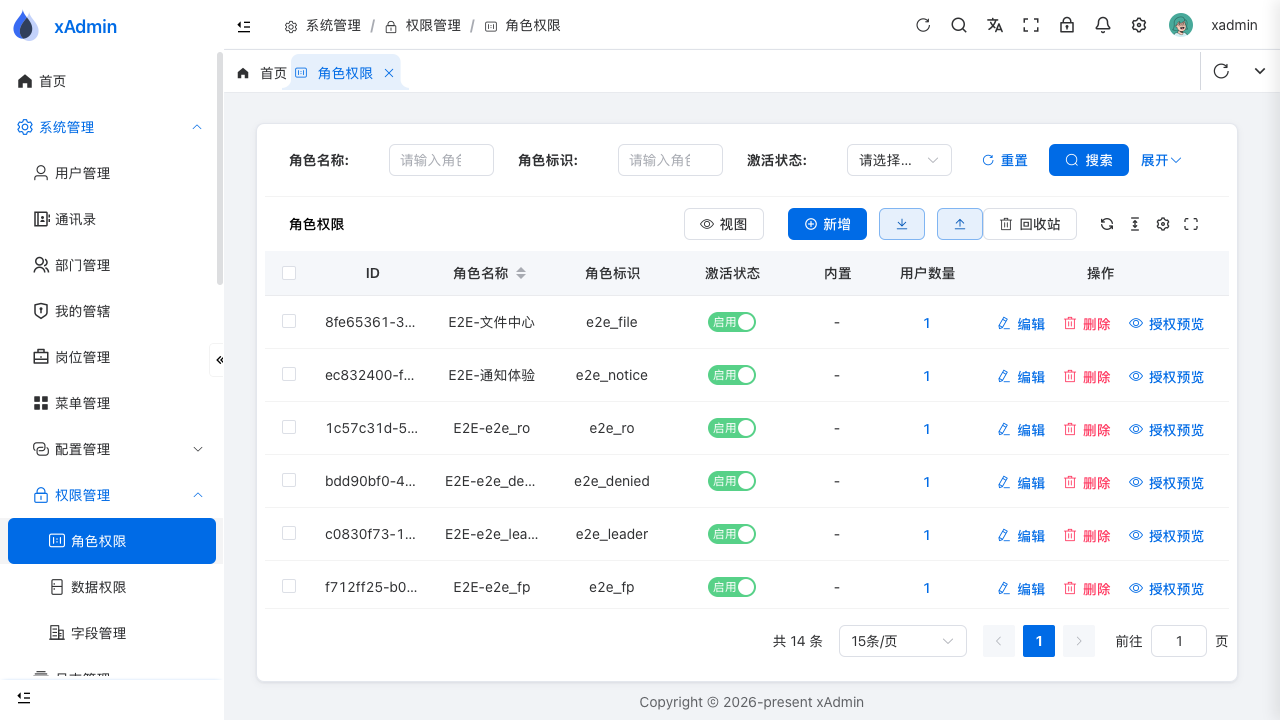 xAdmin
系统管理 / 权限管理 / 角色权限
xadmin
首页
角色权限
首页
系统管理
用户管理
通讯录
部门管理
我的管辖
岗位管理
菜单管理
配置管理
权限管理
角色权限
数据权限
字段管理
角色名称: 请输入角色 角色标识: 请输入角色 激活状态: 请选择... 重置 搜索 展开
角色权限 视图 新增 回收站
ID 角色名称 角色标识 激活状态 内置 用户数量 操作
8fe65361-3... E2E-文件中心 e2e_file 启用 - 1 编辑 删除 授权预览
ec832400-f... E2E-通知体验 e2e_notice 启用 - 1 编辑 删除 授权预览
1c57c31d-5... E2E-e2e_ro e2e_ro 启用 - 1 编辑 删除 授权预览
bdd90bf0-4... E2E-e2e_de... e2e_denied 启用 - 1 编辑 删除 授权预览
c0830f73-1... E2E-e2e_lea... e2e_leader 启用 - 1 编辑 删除 授权预览
f712ff25-b0... E2E-e2e_fp e2e_fp 启用 - 1 编辑 删除 授权预览
共 14 条 15条/页 1 前往 1 页
Copyright © 2026-present xAdmin